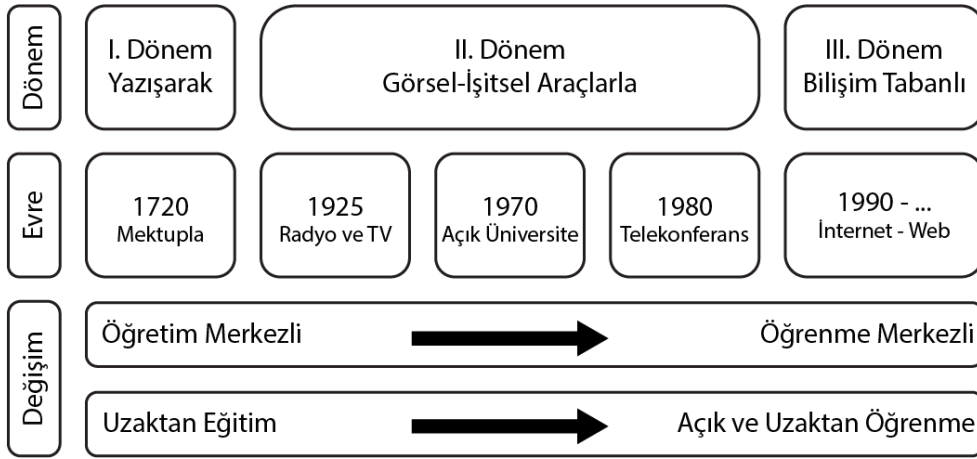 Dönem
I. Dönem
Yazışarak
II. Dönem
Görsel-İşitsel Araçlarla
III. Dönem
Bilişim Tabanlı
Evre
1720
Mektupla
1925
Radyo ve TV
1970
Açık Üniversite
1980
Telekonferans
1990 - ...
İnternet - Web
Değişim
Öğretim Merkezli
Öğrenme Merkezli
Uzaktan Eğitim
Açık ve Uzaktan Öğrenme